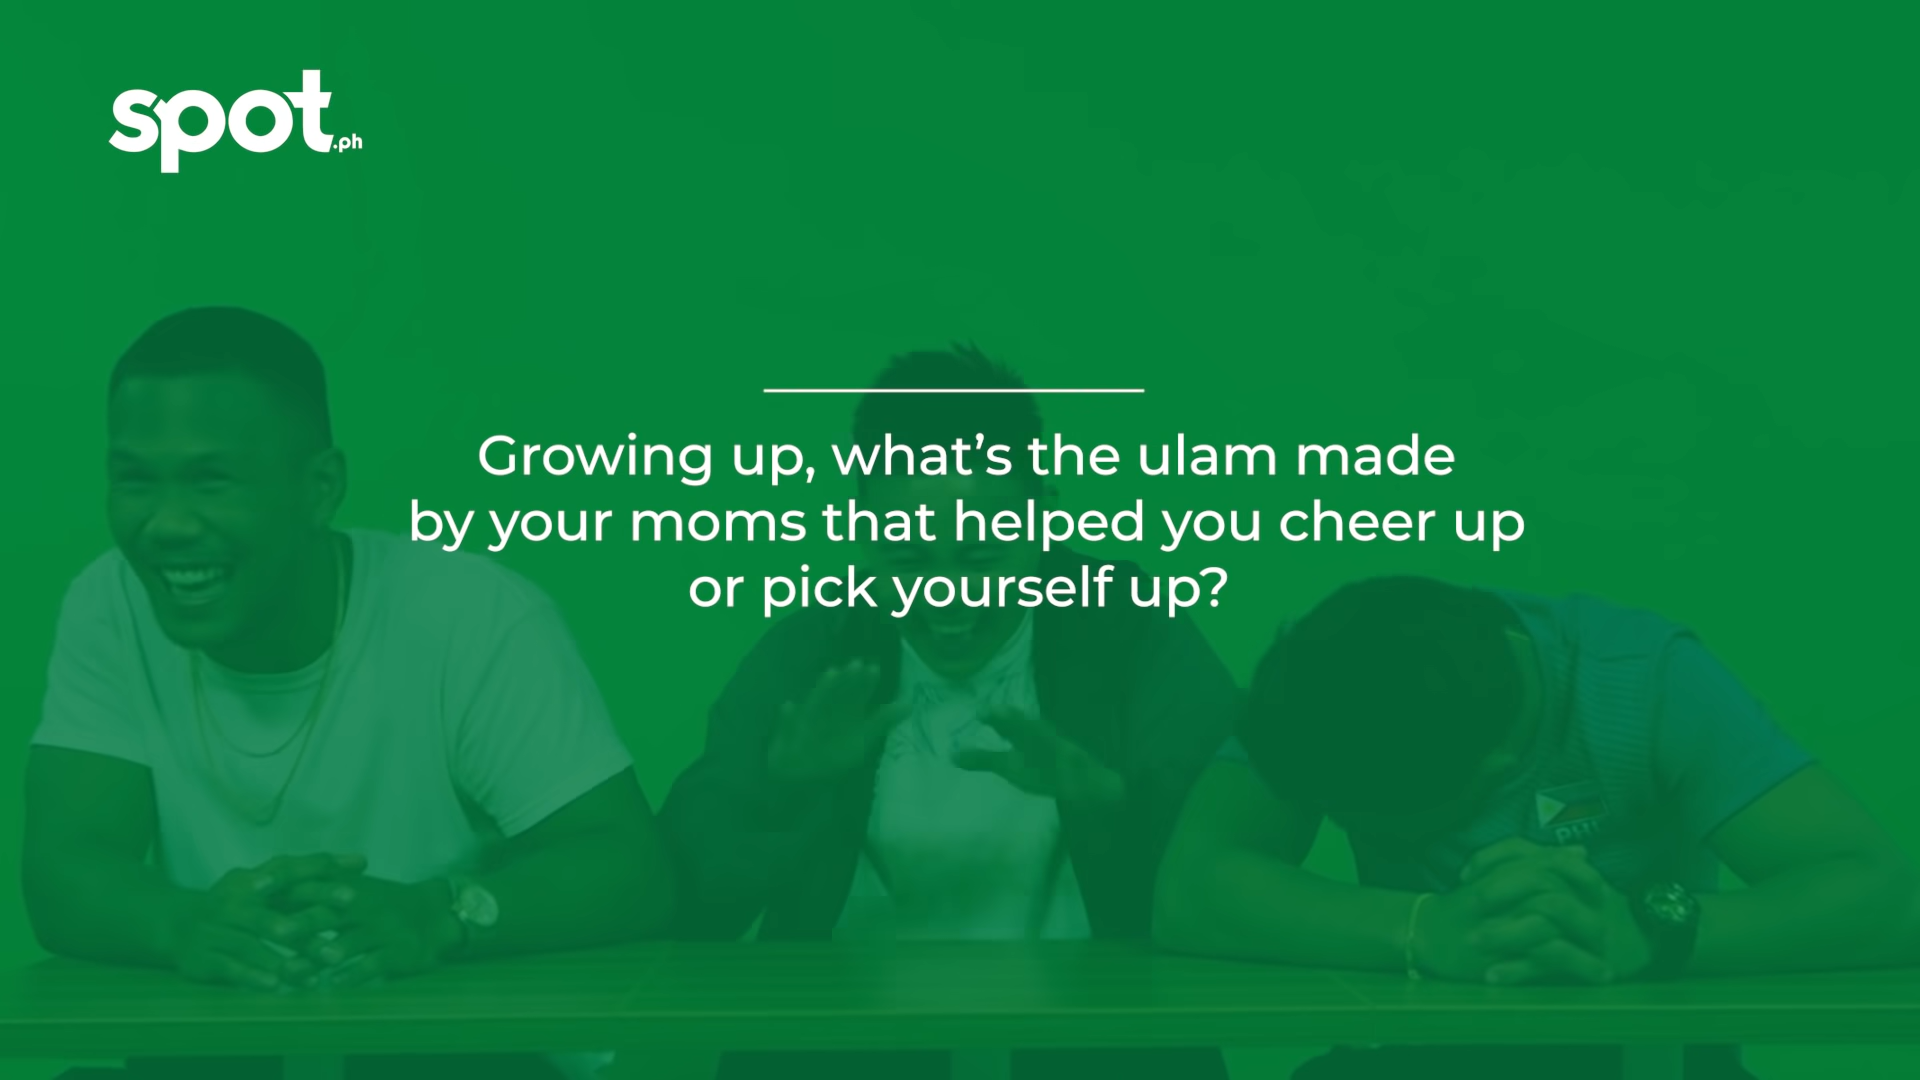 spot.ph
Growing up, what’s the ulam made
by your moms that helped you cheer up
or pick yourself up?